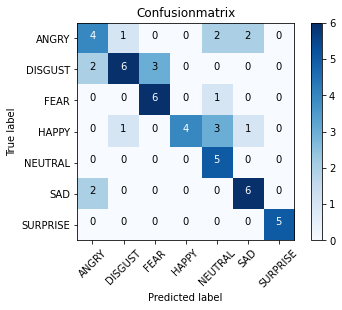 Confusionmatrix
ANGRY 4 1 0 0 2 2 0
DISGUST 2 6 3 0 0 0 0
FEAR 0 0 6 0 1 0 0
HAPPY 0 1 0 4 3 1 0
NEUTRAL 0 0 0 0 5 0 0
SAD 2 0 0 0 0 6 0
SURPRISE 0 0 0 0 0 0 5
ANGRY DISGUST FEAR HAPPY NEUTRAL SAD SURPRISE
True label
Predicted label
6
5
4
3
2
1
0